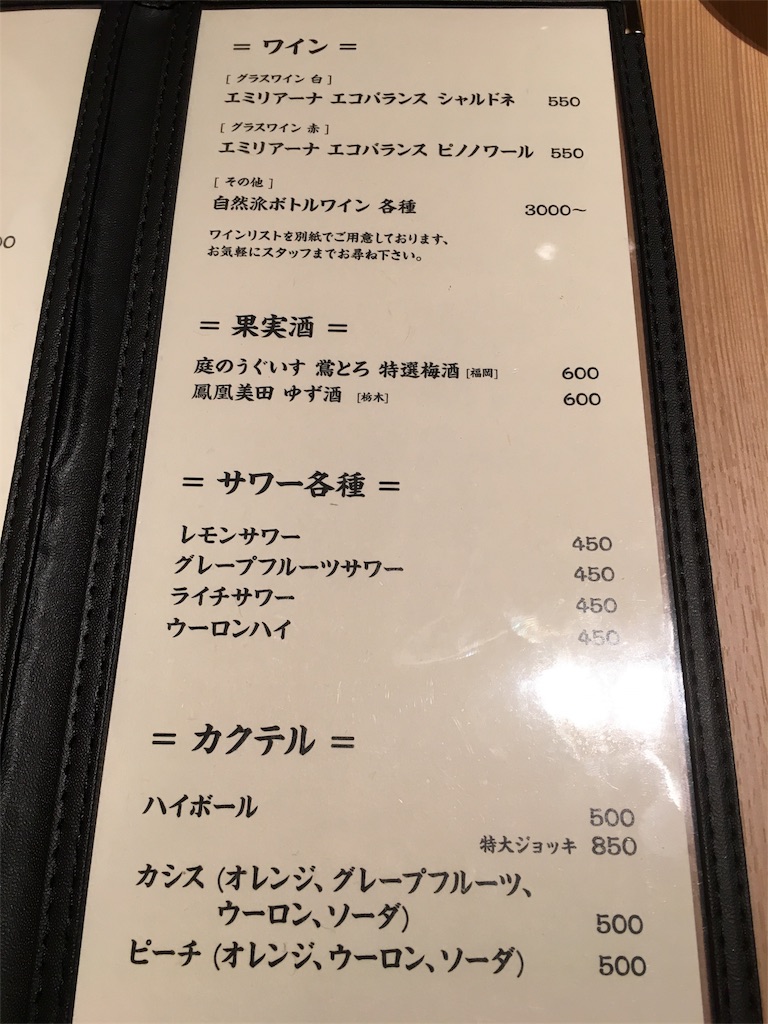 = ワイン =
[ グラスワイン 白 ]
エミリアーナ エコバランス シャルドネ 550
[ グラスワイン 赤 ]
エミリアーナ エコバランス ピノノワール 550
[ その他 ]
自然派ボトルワイン 各種 3000〜
ワインリストを別紙でご用意しております、
お気軽にスタッフまでお尋ね下さい。
= 果実酒 =
庭のうぐいす 鶯とろ 特選梅酒 [福岡] 600
鳳凰美田 ゆず酒 [栃木] 600
= サワー各種 =
レモンサワー 450
グレープフルーツサワー 450
ライチサワー 450
ウーロンハイ 450
= カクテル =
ハイボール 500
特大ジョッキ 850
カシス (オレンジ、グレープフルーツ、
ウーロン、ソーダ) 500
ピーチ (オレンジ、ウーロン、ソーダ) 500